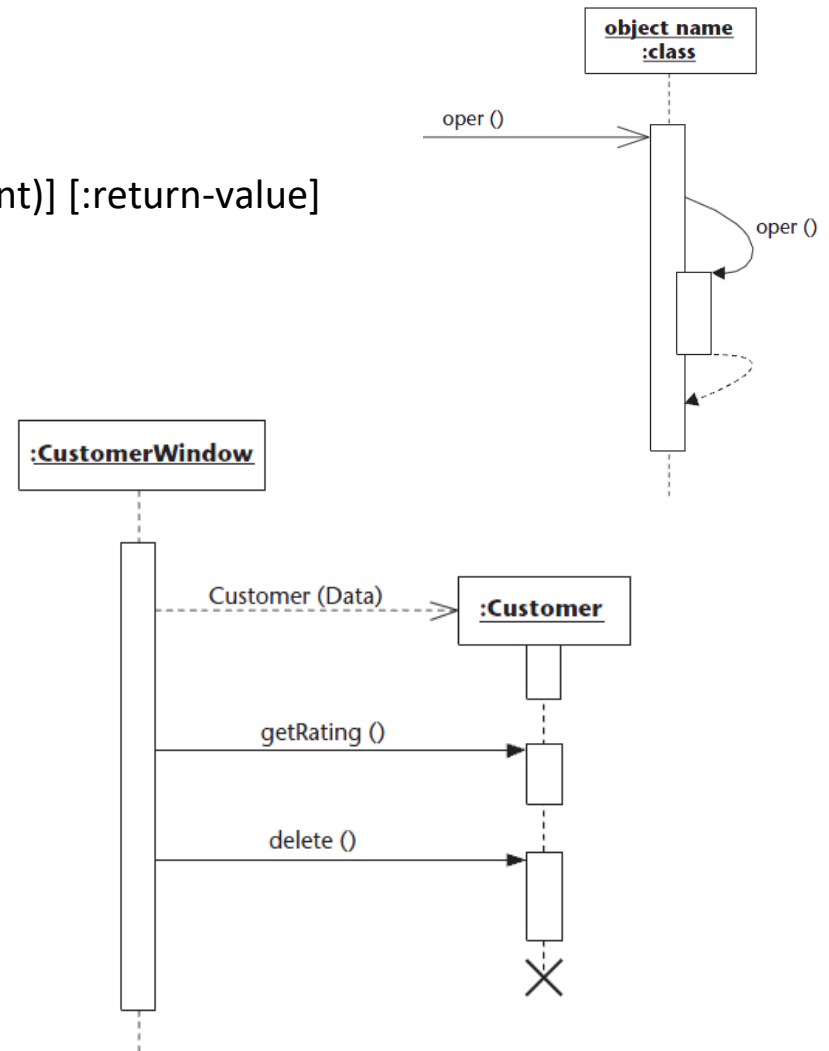 object name
:class
oper ()
nt)] [:return-value]
oper ()
:CustomerWindow
Customer (Data)
:Customer
getRating ()
delete ()